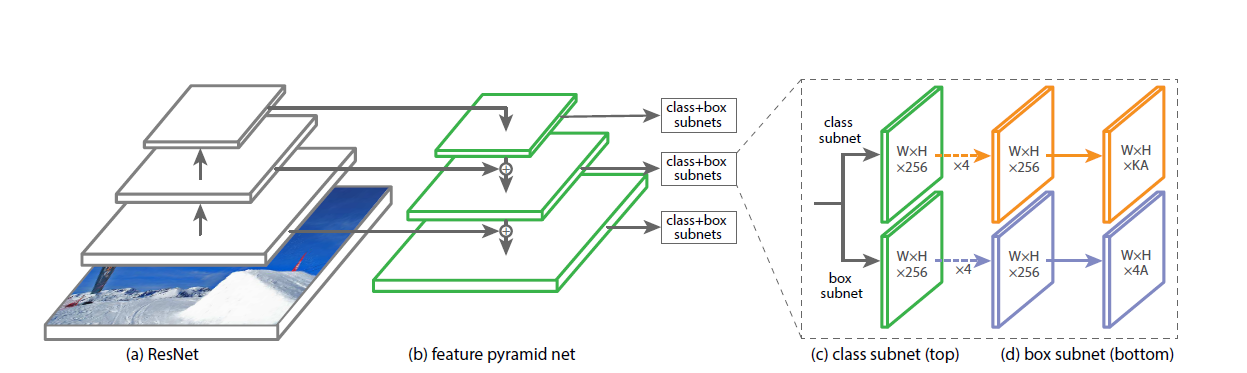 class+box
subnets
class+box
subnets
class+box
subnets
class
subnet
W×H
×256
×4
W×H
×256
W×H
×KA
box
subnet
W×H
×256
×4
W×H
×256
W×H
×4A
(a) ResNet
(b) feature pyramid net
(c) class subnet (top)
(d) box subnet (bottom)